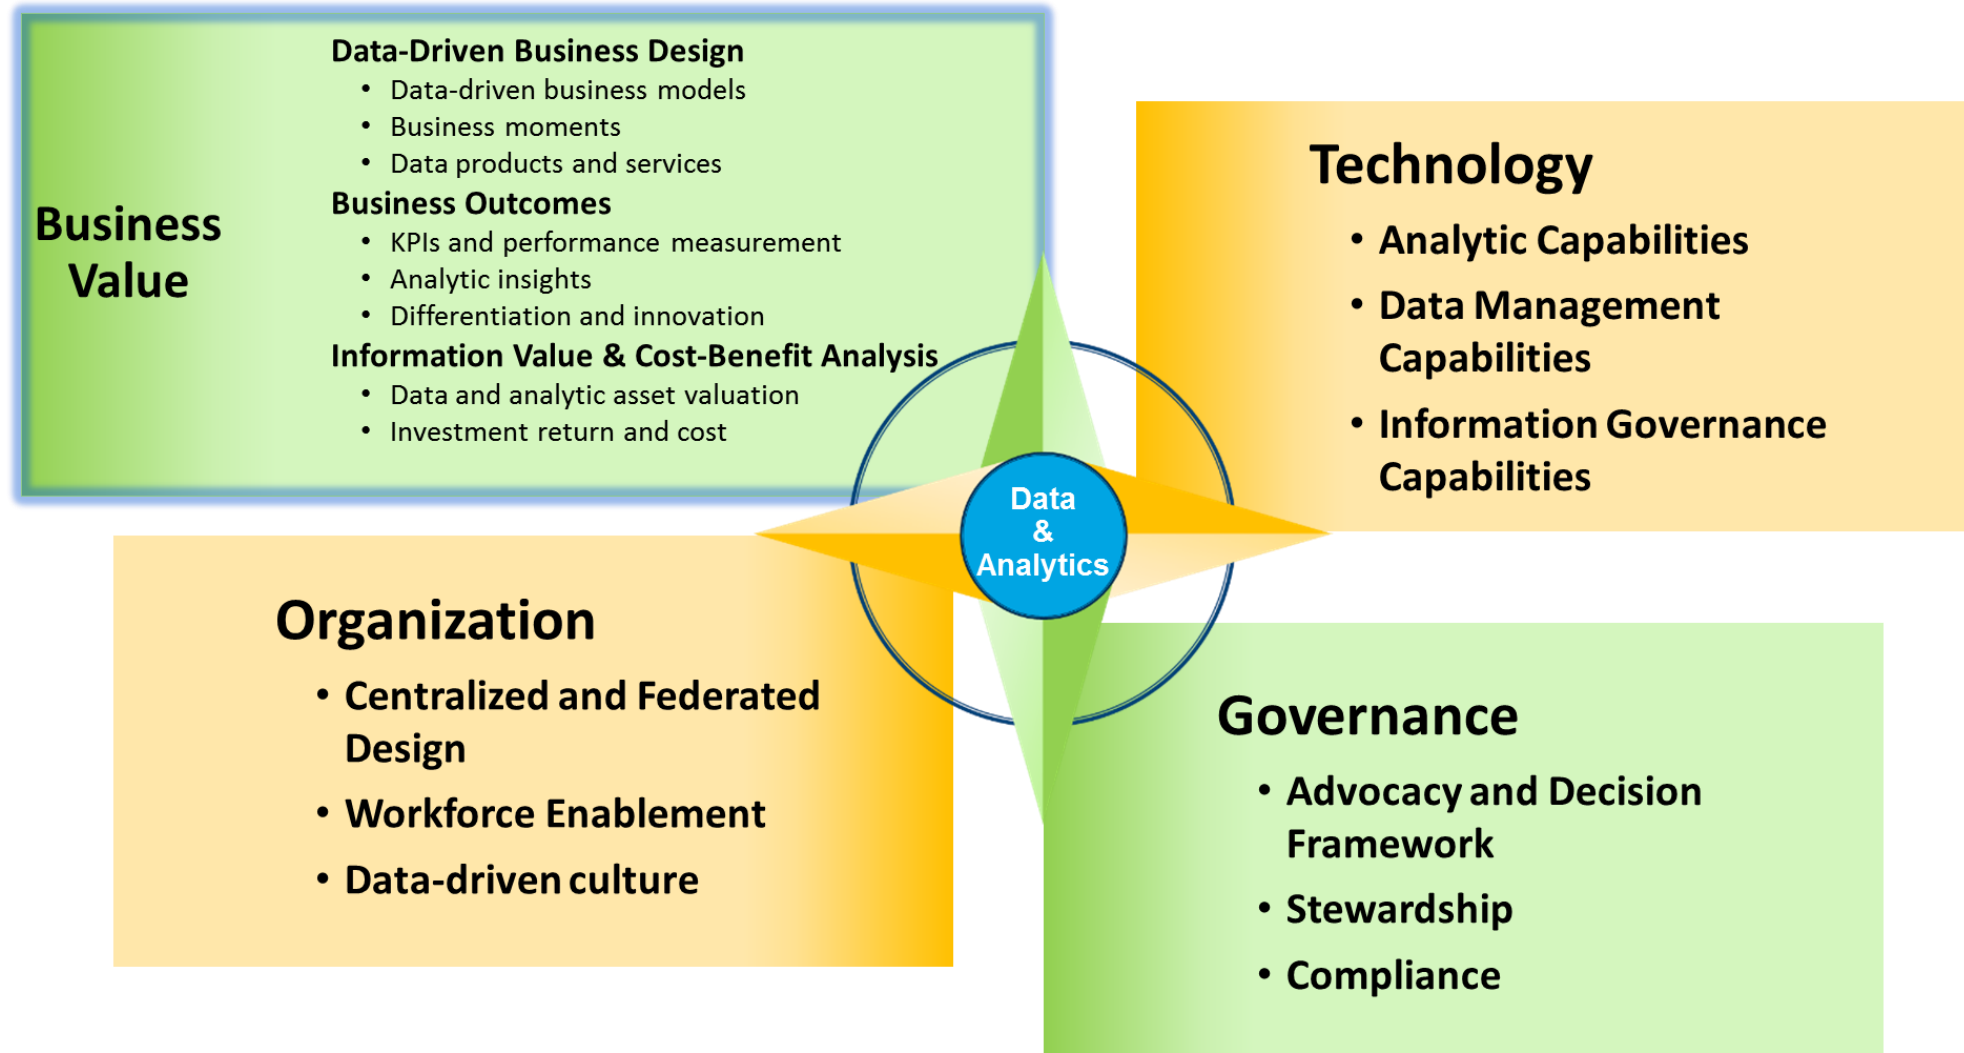 Business
Value
Data-Driven Business Design
• Data-driven business models
• Business moments
• Data products and services
Business Outcomes
• KPIs and performance measurement
• Analytic insights
• Differentiation and innovation
Information Value & Cost-Benefit Analysis
• Data and analytic asset valuation
• Investment return and cost
Technology
• Analytic Capabilities
• Data Management
Capabilities
• Information Governance
Capabilities
Data
&
Analytics
Organization
• Centralized and Federated
Design
• Workforce Enablement
• Data-driven culture
Governance
• Advocacy and Decision
Framework
• Stewardship
• Compliance